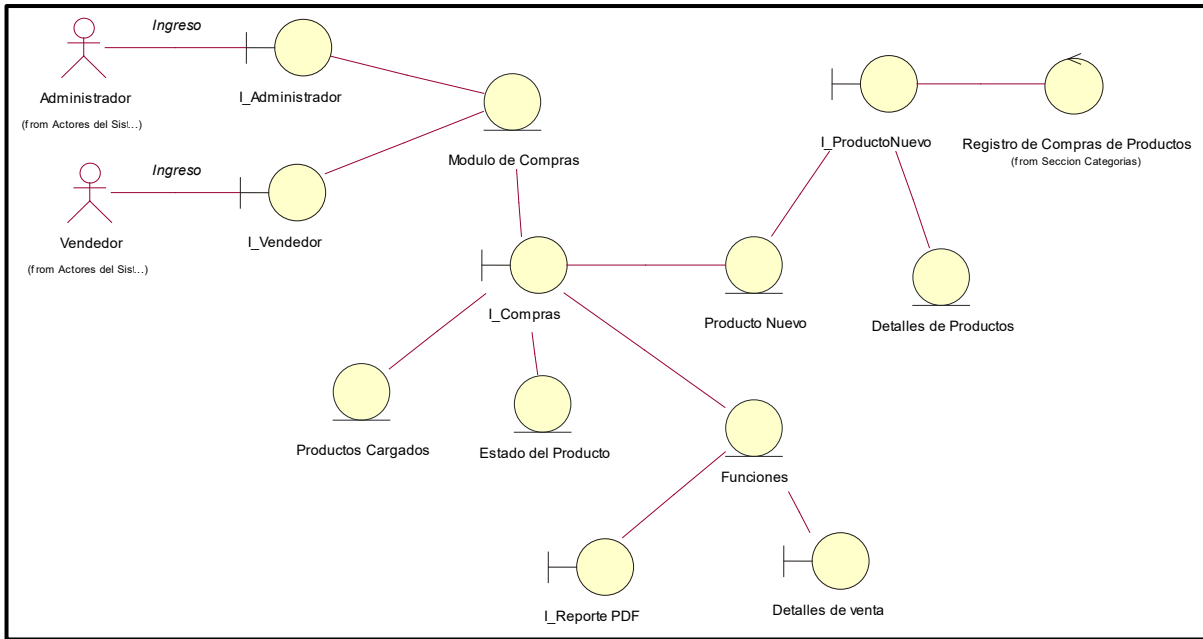 Ingreso
Administrador
(from Actores del Sist...)
I_Administrador
Modulo de Compras
I_ProductoNuevo
Registro de Compras de Productos
(from Seccion Categorias)
Ingreso
Vendedor
(from Actores del Sist...)
I_Vendedor
I_Compras
Producto Nuevo
Detalles de Productos
Productos Cargados
Estado del Producto
Funciones
I_Reporte PDF
Detalles de venta